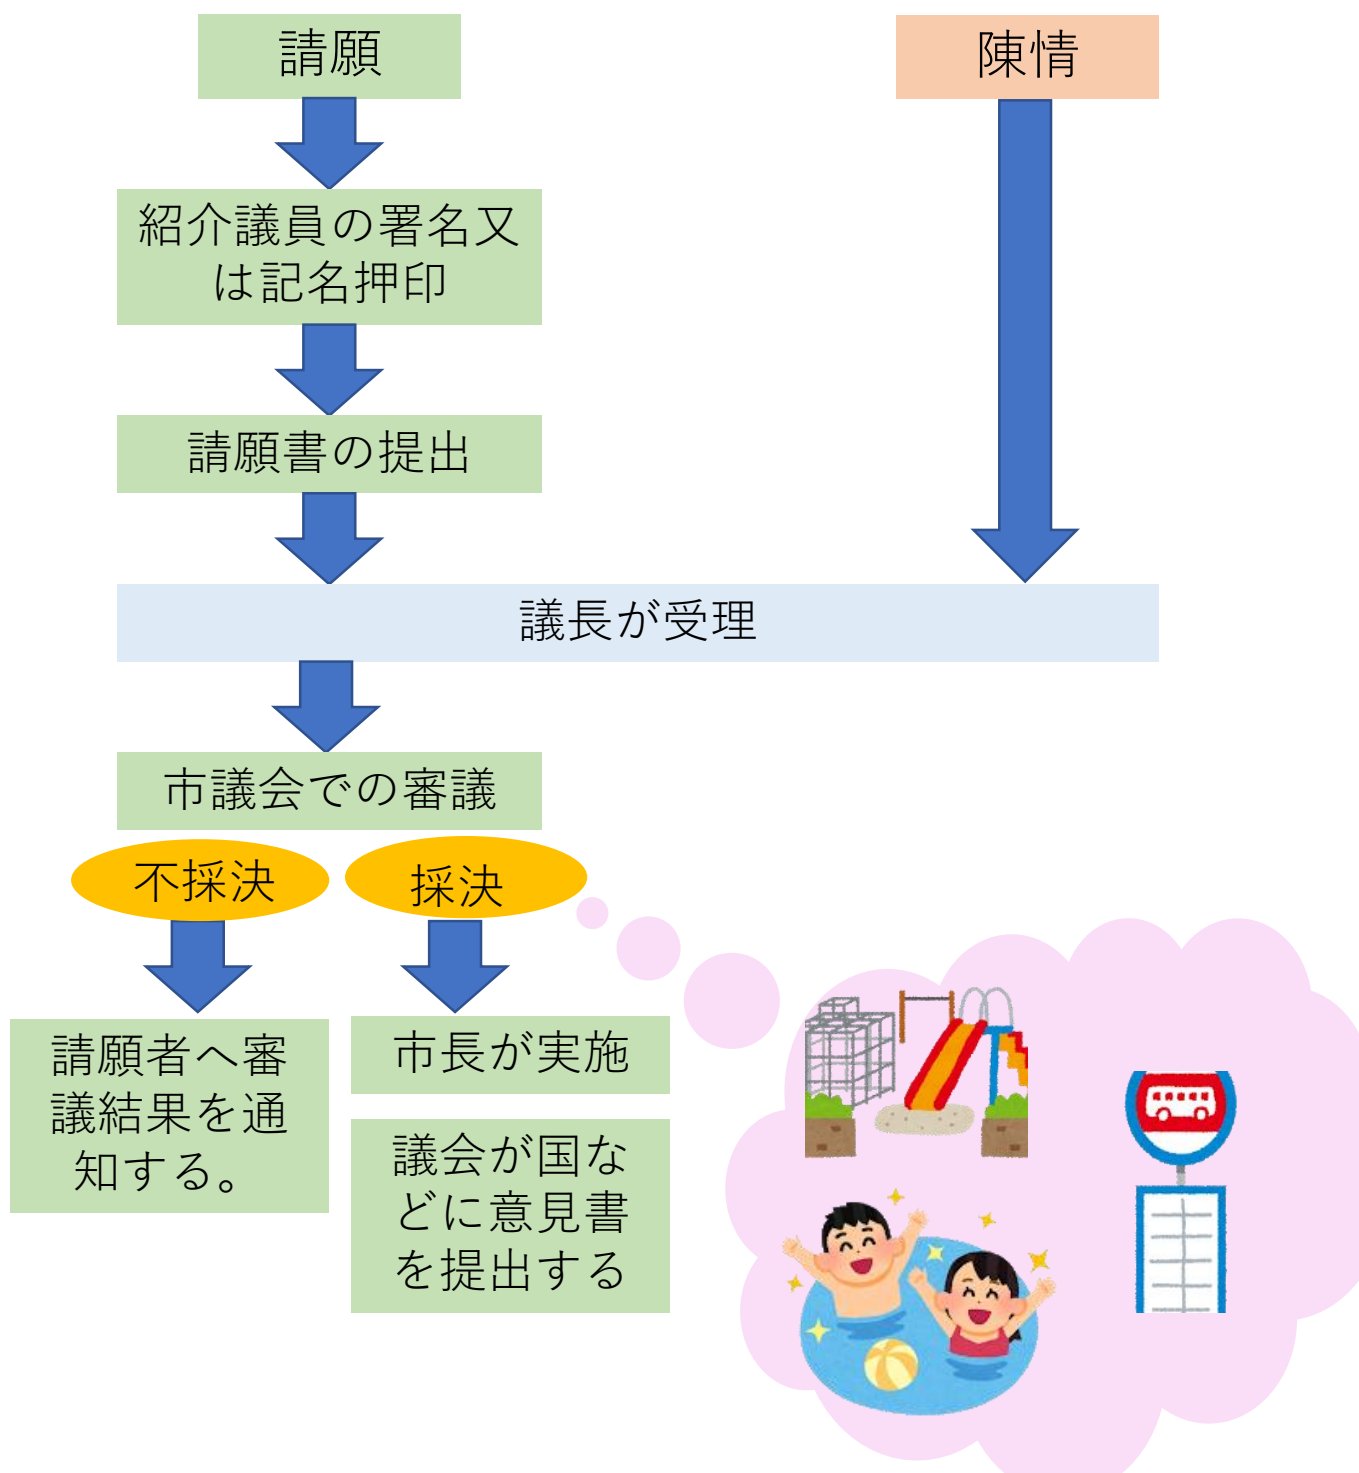 請願
陳情
紹介議員の署名又
は記名押印
請願書の提出
議長が受理
市議会での審議
不採決
採決
請願者へ審
議結果を通
知する。
市長が実施
議会が国な
どに意見書
を提出する